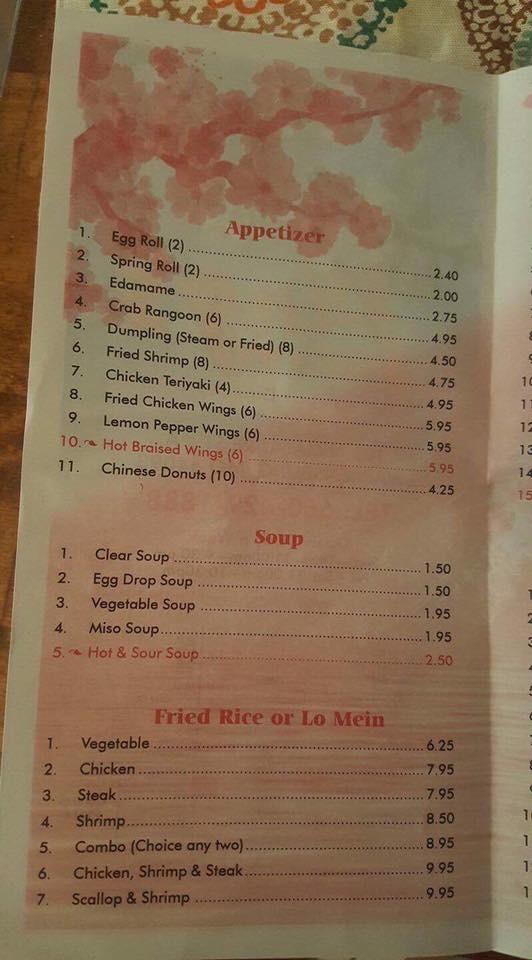 Appetizer
1. Egg Roll (2) 2.40
2. Spring Roll (2) 2.00
3. Edamame 2.75
4. Crab Rangoon (6) 4.95
5. Dumpling (Steam or Fried) (8) 4.50
6. Fried Shrimp (8) 4.75
7. Chicken Teriyaki (4) 4.95
8. Fried Chicken Wings (6) 5.95
9. Lemon Pepper Wings (6) 5.95
10. Hot Braised Wings (6) 5.95
11. Chinese Donuts (10) 4.25
Soup
1. Clear Soup 1.50
2. Egg Drop Soup 1.50
3. Vegetable Soup 1.95
4. Miso Soup 1.95
5. Hot & Sour Soup 2.50
Fried Rice or Lo Mein
1. Vegetable 6.25
2. Chicken 7.95
3. Steak 7.95
4. Shrimp 8.50
5. Combo (Choice any two) 8.95
6. Chicken, Shrimp & Steak 9.95
7. Scallop & Shrimp 9.95